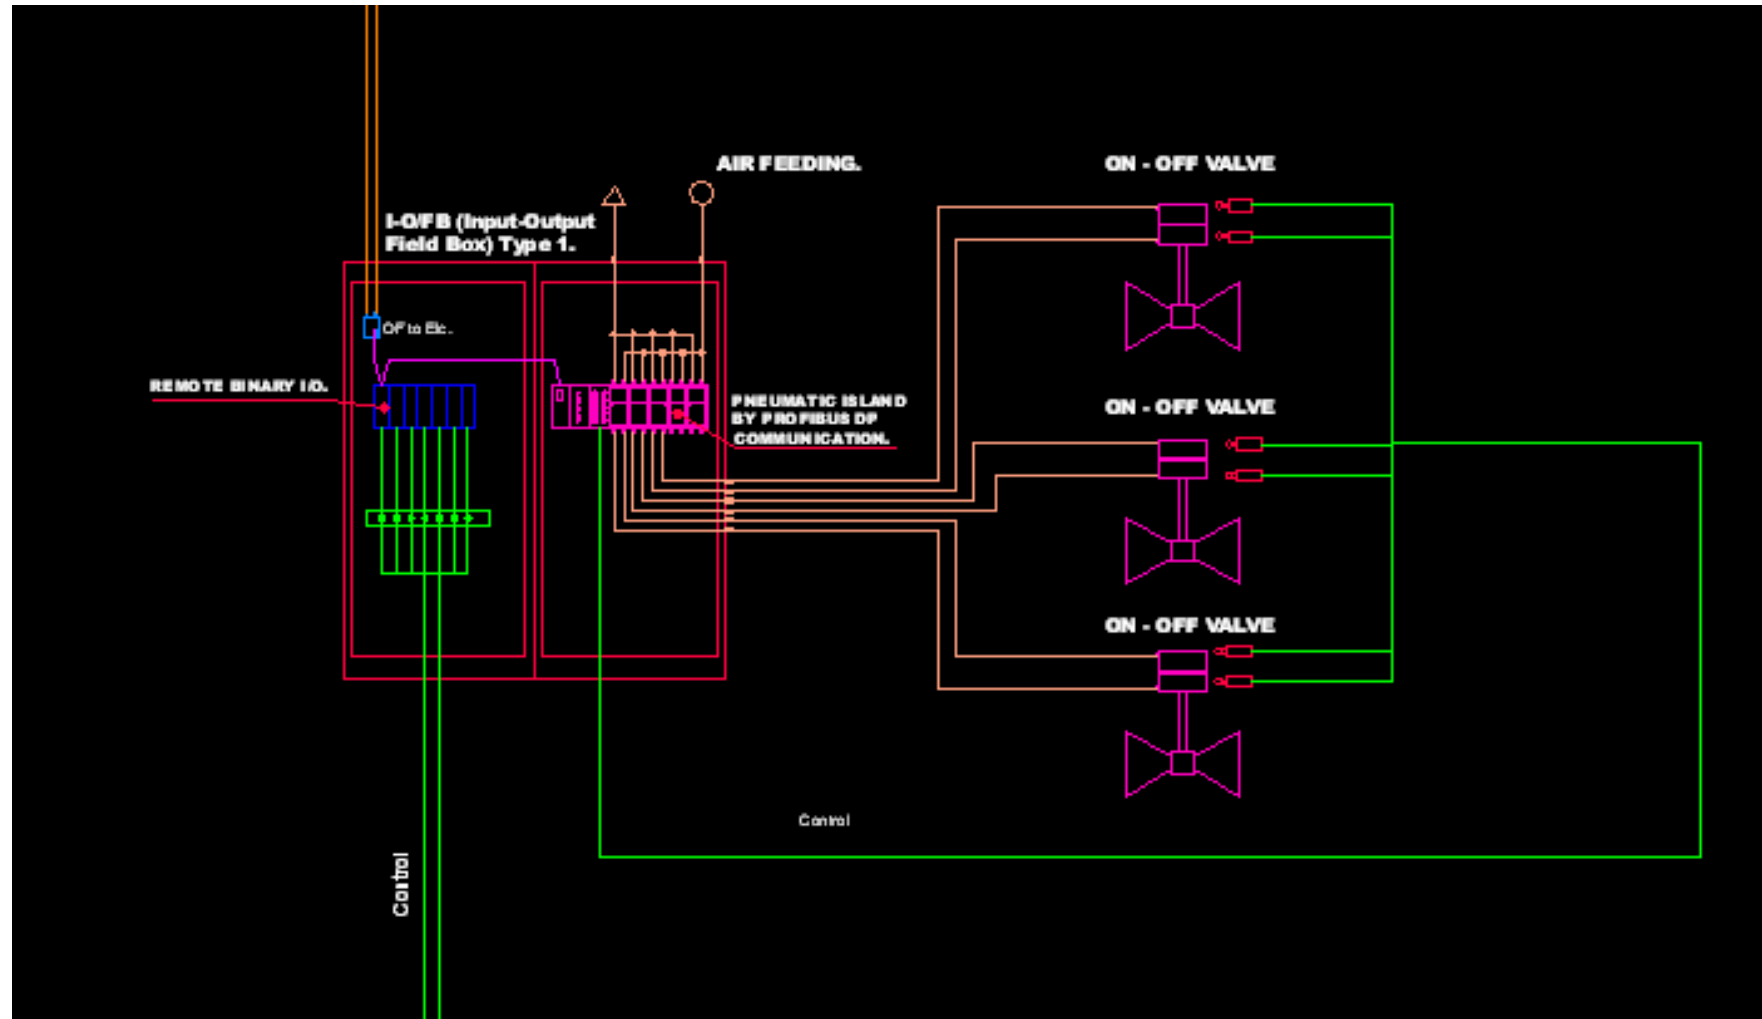 AIR FEEDING.
ON - OFF VALVE
I-O/FB (Input-Output
Field Box) Type 1.
OF to Elc.
REMOTE BINARY I/O.
PNEUMATIC ISLAND
BY PROFIBUS DP
COMMUNICATION.
ON - OFF VALVE
ON - OFF VALVE
Control
Control